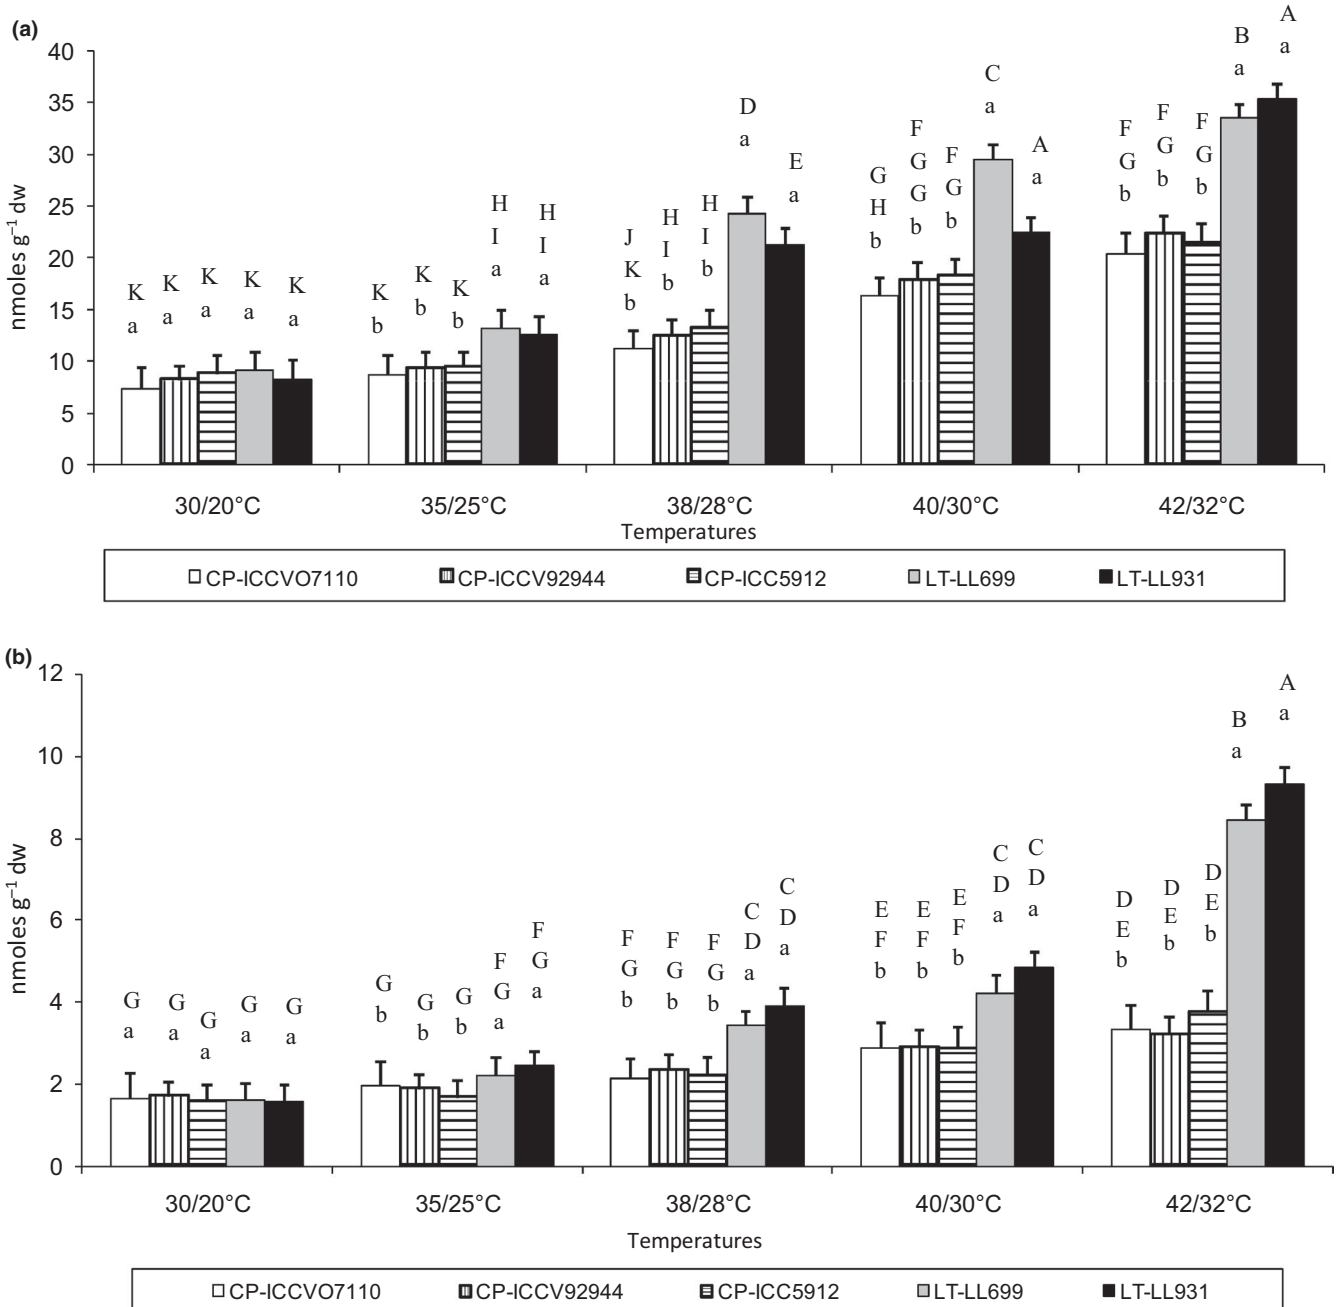 (a)
nmoles g⁻¹ dw
40
35
30
25
20
15
10
5
0
K
a
K
a
K
a
K
a
K
a
K
b
K
b
K
b
H
I
a
H
I
a
J
K
b
H
I
b
H
I
b
D
a
E
a
G
H
b
F
G
G
b
F
G
b
C
a
A
a
F
G
b
F
G
b
F
G
b
B
a
A
a
30/20°C 35/25°C 38/28°C 40/30°C 42/32°C
Temperatures
CP-ICCVO7110 CP-ICCV92944 CP-ICC5912 LT-LL699 LT-LL931
(b)
nmoles g⁻¹ dw
12
10
8
6
4
2
0
G
a
G
a
G
a
G
a
G
a
G
b
G
b
G
b
F
G
a
F
G
a
F
G
b
F
G
b
F
G
b
C
D
a
C
D
a
E
F
b
E
F
b
E
F
b
C
D
a
C
D
a
D
E
b
D
E
b
D
E
b
B
a
A
a
30/20°C 35/25°C 38/28°C 40/30°C 42/32°C
Temperatures
CP-ICCVO7110 CP-ICCV92944 CP-ICC5912 LT-LL699 LT-LL931